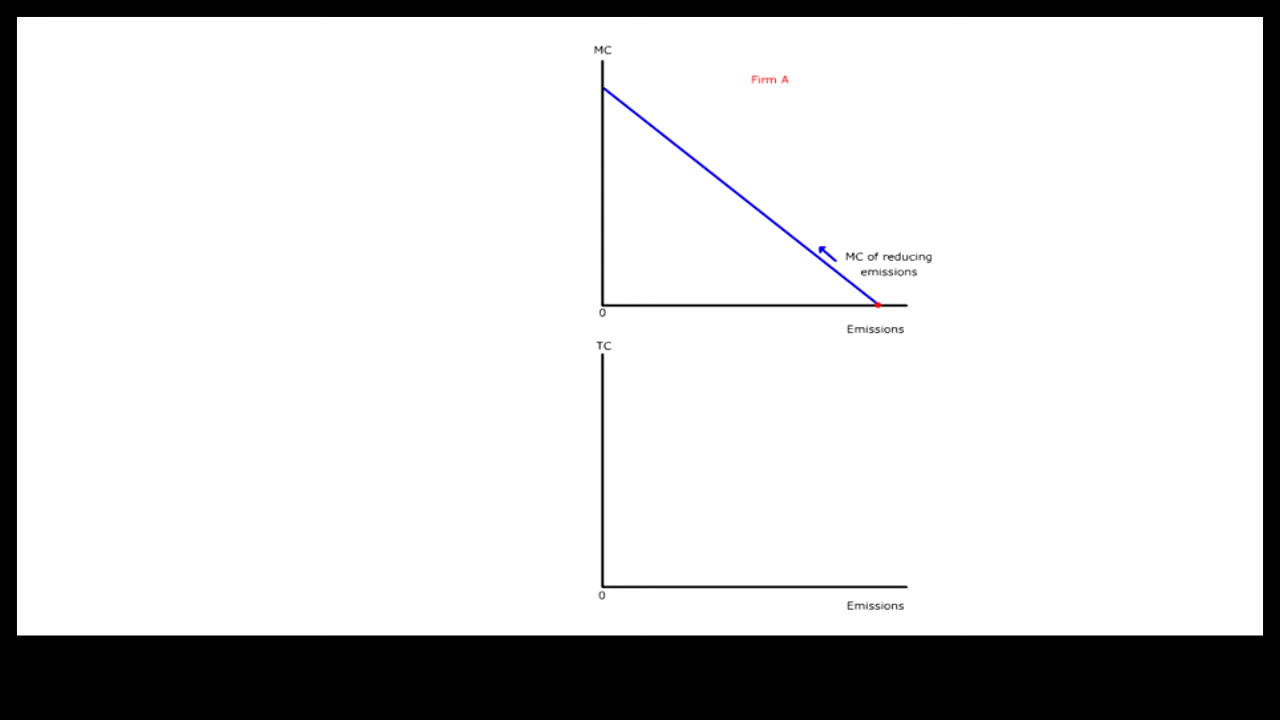 MC
Firm A
MC of reducing
emissions
0
Emissions
TC
0
Emissions